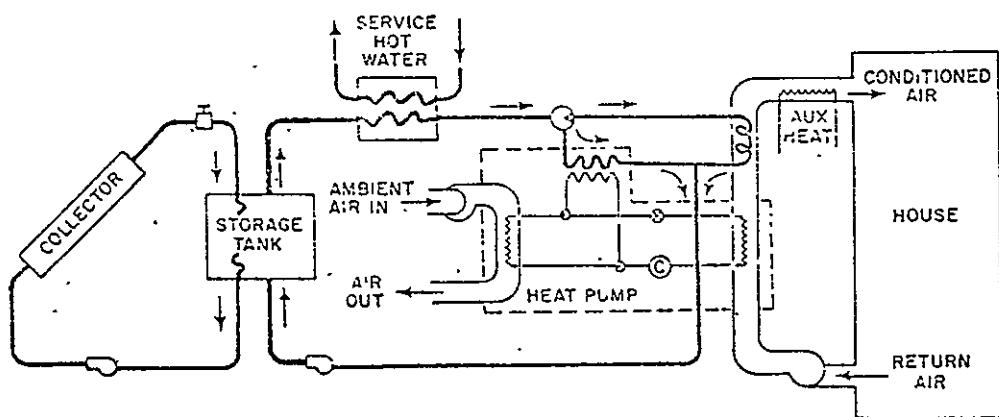 SERVICE
HOT
WATER
CONDITIONED
AIR
AUX
HEAT
COLLECTOR
STORAGE
TANK
AMBIENT
AIR IN
HOUSE
AIR
OUT
C
HEAT PUMP
RETURN
AIR